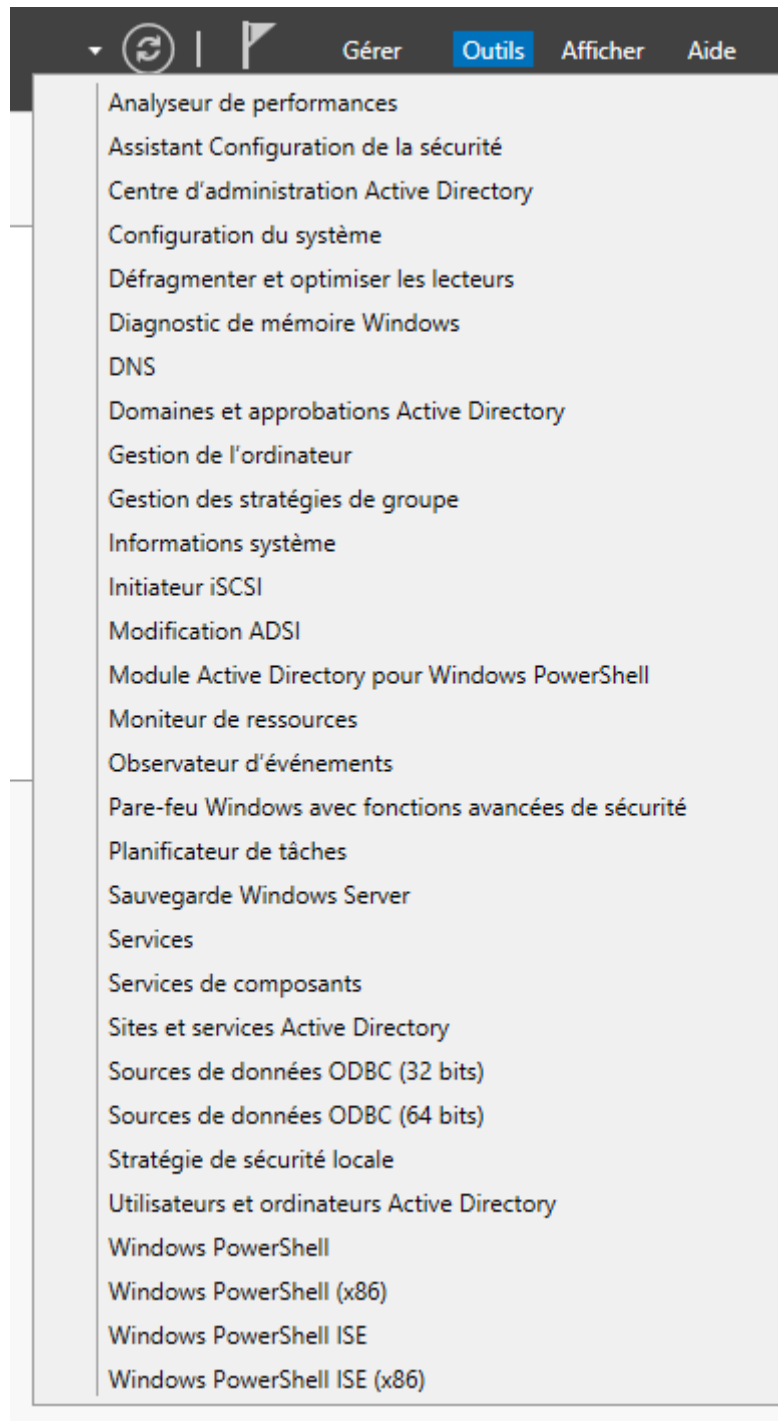 Gérer Outils Afficher Aide
Analyseur de performances
Assistant Configuration de la sécurité
Centre d'administration Active Directory
Configuration du système
Défragmenter et optimiser les lecteurs
Diagnostic de mémoire Windows
DNS
Domaines et approbations Active Directory
Gestion de l'ordinateur
Gestion des stratégies de groupe
Informations système
Initiateur iSCSI
Modification ADSI
Module Active Directory pour Windows PowerShell
Moniteur de ressources
Observateur d'événements
Pare-feu Windows avec fonctions avancées de sécurité
Planificateur de tâches
Sauvegarde Windows Server
Services
Services de composants
Sites et services Active Directory
Sources de données ODBC (32 bits)
Sources de données ODBC (64 bits)
Stratégie de sécurité locale
Utilisateurs et ordinateurs Active Directory
Windows PowerShell
Windows PowerShell (x86)
Windows PowerShell ISE
Windows PowerShell ISE (x86)